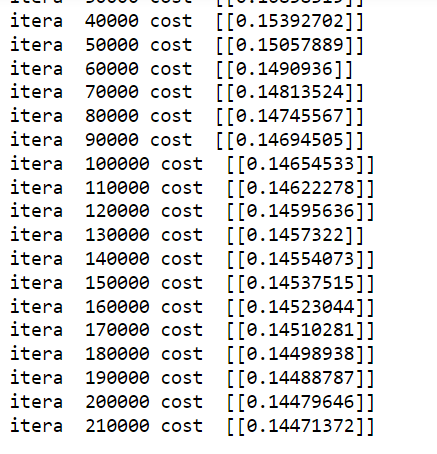 itera  40000 cost  [[0.15392702]]
itera  50000 cost  [[0.15057889]]
itera  60000 cost  [[0.1490936]]
itera  70000 cost  [[0.14813524]]
itera  80000 cost  [[0.14745567]]
itera  90000 cost  [[0.14694505]]
itera  100000 cost  [[0.14654533]]
itera  110000 cost  [[0.14622278]]
itera  120000 cost  [[0.14595636]]
itera  130000 cost  [[0.1457322]]
itera  140000 cost  [[0.14554073]]
itera  150000 cost  [[0.14537515]]
itera  160000 cost  [[0.14523044]]
itera  170000 cost  [[0.14510281]]
itera  180000 cost  [[0.14498938]]
itera  190000 cost  [[0.14488787]]
itera  200000 cost  [[0.14479646]]
itera  210000 cost  [[0.14471372]]